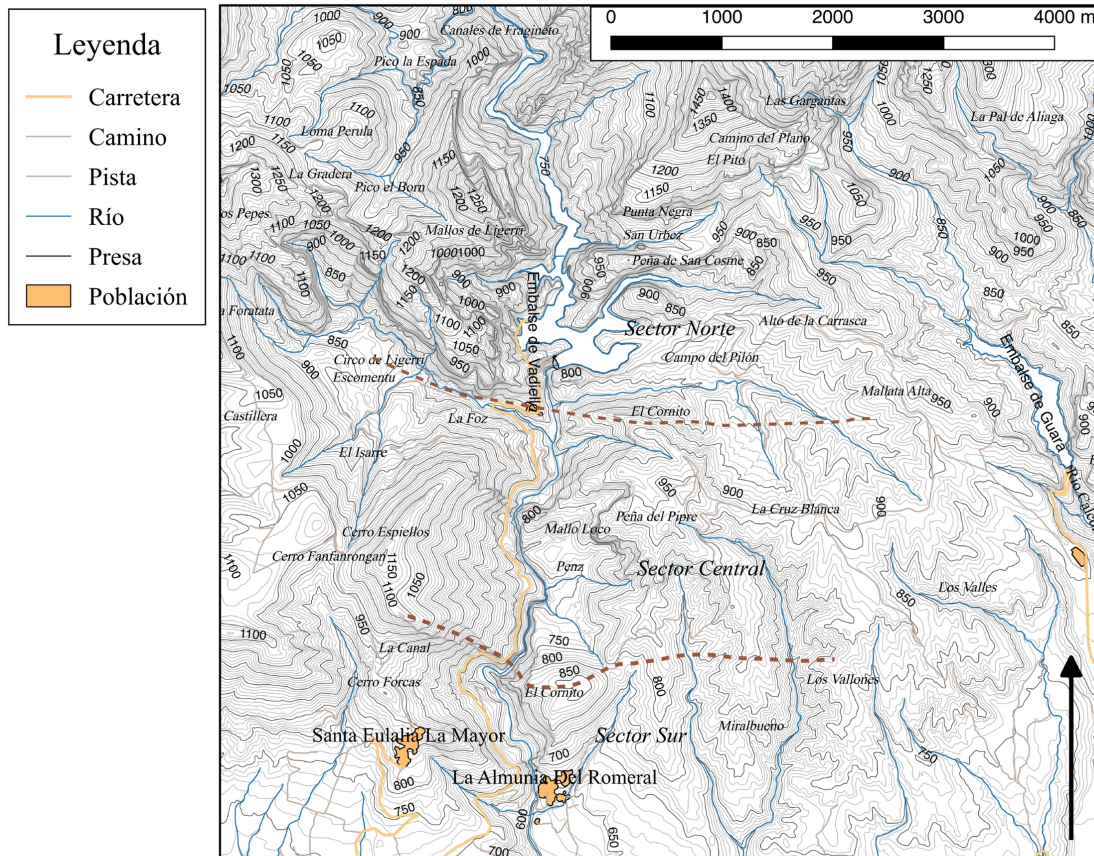 Leyenda
Carretera
Camino
Pista
Río
Presa
Población
0 1000 2000 3000 4000 m
Canales de Fragineto
Pico la Espada
Las Gargantas
La Pal de Aliaga
Loma Perula
Camino del Plano
El Pito
La Gradera
Pico el Born
Punta Negra
os Pepes
Mallos de Ligerri
San Urbez
Peña de San Cosme
a Foratata
Embalse de Vadiello
Sector Norte
Alto de la Carrasca
Embalse de Guara
Circo de Ligerri
Escomentu
Campo del Pilón
Mallata Alta
Castillera
La Foz
El Cornito
El Isarre
Río Calc
La Cruz Blanca
Peña del Pipre
Mallo Loco
Cerro Espiellos
Cerro Fanfanrongan
Penz
Sector Central
Los Valles
La Canal
Cerro Forcas
El Cornito
Los Vallones
Miralbueno
Santa Eulalia La Mayor
Sector Sur
La Almunia Del Romeral